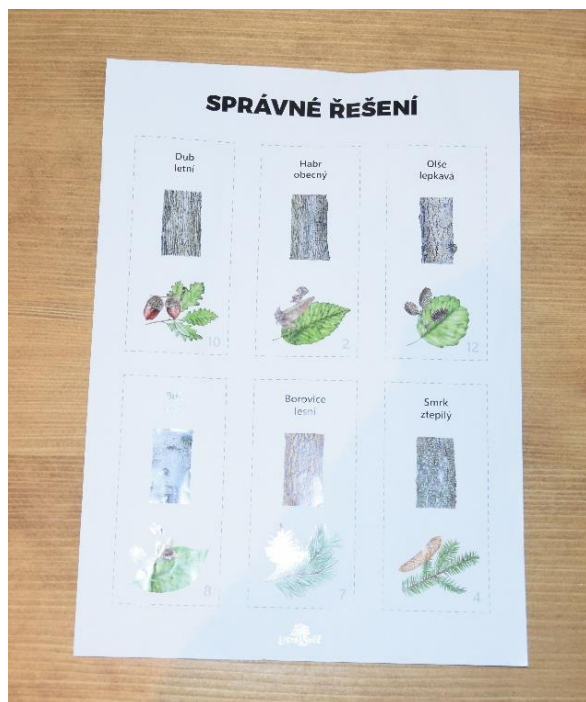 SPRÁVNÉ ŘEŠENÍ
Dub
letní
10
Habr
obecný
2
Olše
lepkavá
12
8
Borovice
lesní
7
Smrk
ztepilý
4